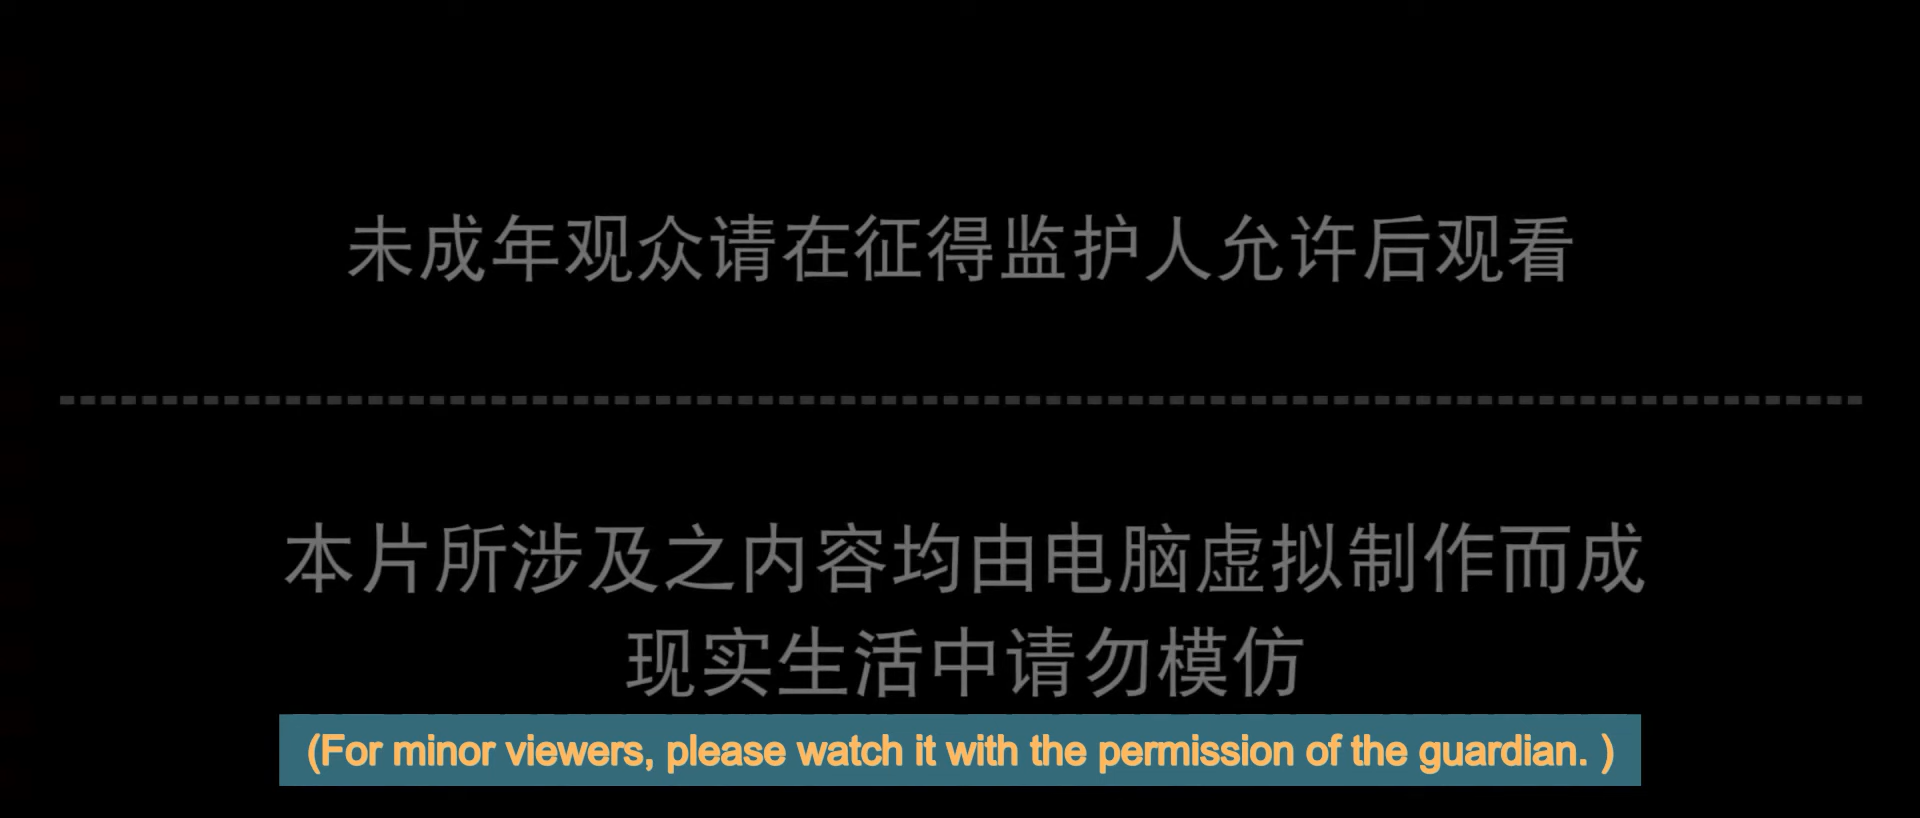 未成年观众请在征得监护人允许后观看
本片所涉及之内容均由电脑虚拟制作而成
现实生活中请勿模仿
(For minor viewers, please watch it with the permission of the guardian. )